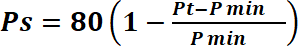 Ps = 80 (1 − (Pt−P min)/(P min))